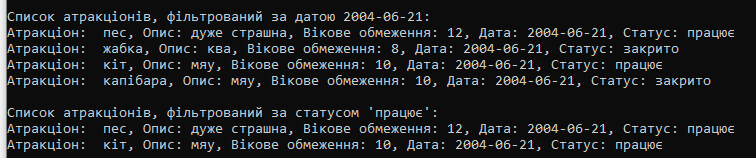 Список атракціонів, фільтрований за датою 2004-06-21:
Атракціон:  пес, Опис: дуже страшна, Вікове обмеження: 12, Дата: 2004-06-21, Статус: працює
Атракціон:  жабка, Опис: ква, Вікове обмеження: 8, Дата: 2004-06-21, Статус: закрито
Атракціон:  кіт, Опис: мяу, Вікове обмеження: 10, Дата: 2004-06-21, Статус: працює
Атракціон:  капібара, Опис: мяу, Вікове обмеження: 10, Дата: 2004-06-21, Статус: закрито
Список атракціонів, фільтрований за статусом 'працює':
Атракціон:  пес, Опис: дуже страшна, Вікове обмеження: 12, Дата: 2004-06-21, Статус: працює
Атракціон:  кіт, Опис: мяу, Вікове обмеження: 10, Дата: 2004-06-21, Статус: працює